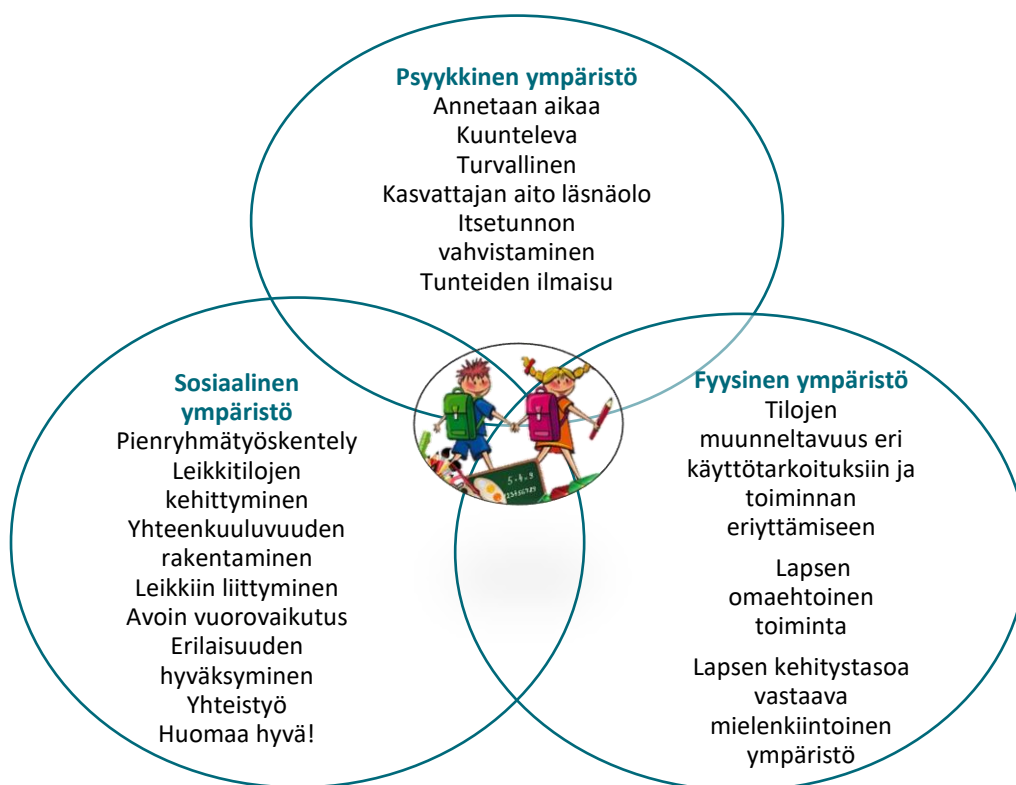 Psyykkinen ympäristö
Annetaan aikaa
Kuunteleva
Turvallinen
Kasvattajan aito läsnäolo
Itsetunnon
vahvistaminen
Tunteiden ilmaisu
Sosiaalinen
ympäristö
Pienryhmätyöskentely
Leikkitilojen
kehittyminen
Yhteenkuuluvuuden
rakentaminen
Leikkiin liittyminen
Avoin vuorovaikutus
Erilaisuuden
hyväksyminen
Yhteistyö
Huomaa hyvä!
Fyysinen ympäristö
Tilojen
muunneltavuus eri
käyttötarkoituksiin ja
toiminnan
eriyttämiseen
Lapsen
omaehtoinen
toiminta
Lapsen kehitystasoa
vastaava
mielenkiintoinen
ympäristö